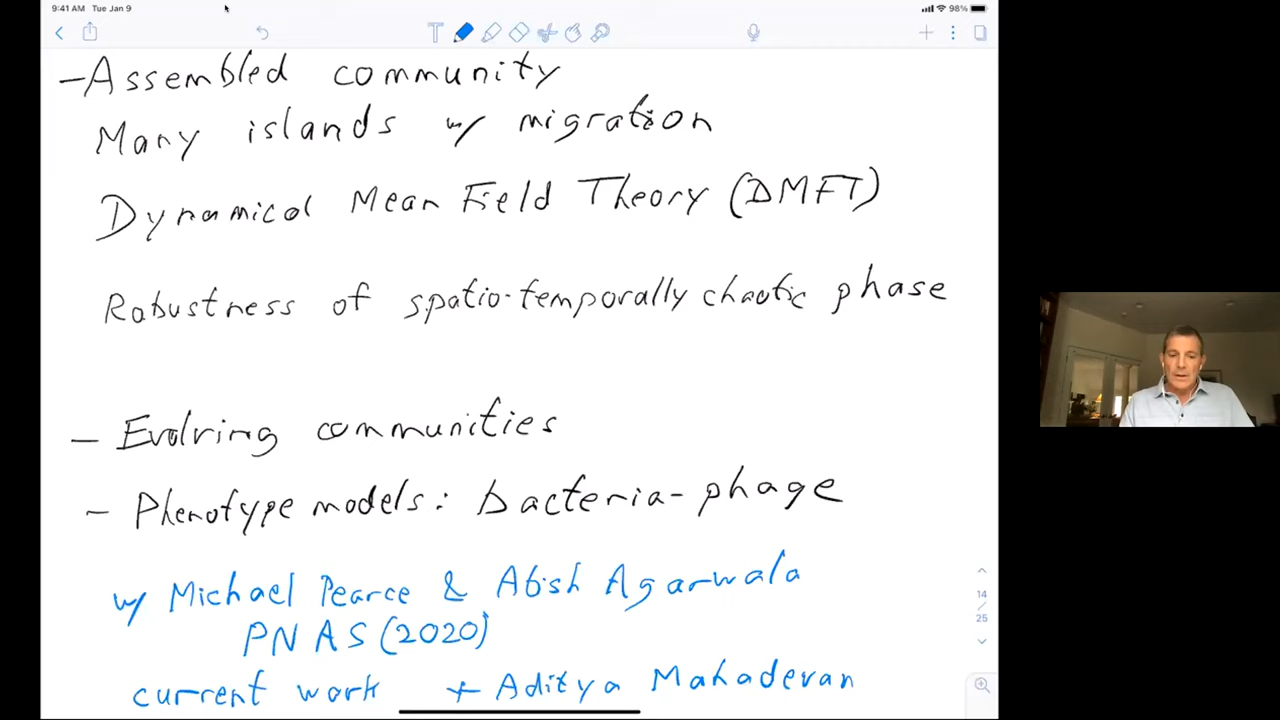 9:41 AM Tue Jan 9
98%
- Assembled community
Many islands w/ migration
Dynamical Mean Field Theory (DMFT)
Robustness of spatio-temporally chaotic phase
- Evolving communities
- Phenotype models: bacteria-phage
w/ Michael Pearce & Atish Agarwala
PNAS (2020)
current work + Aditya Mahadevan
14
/
25